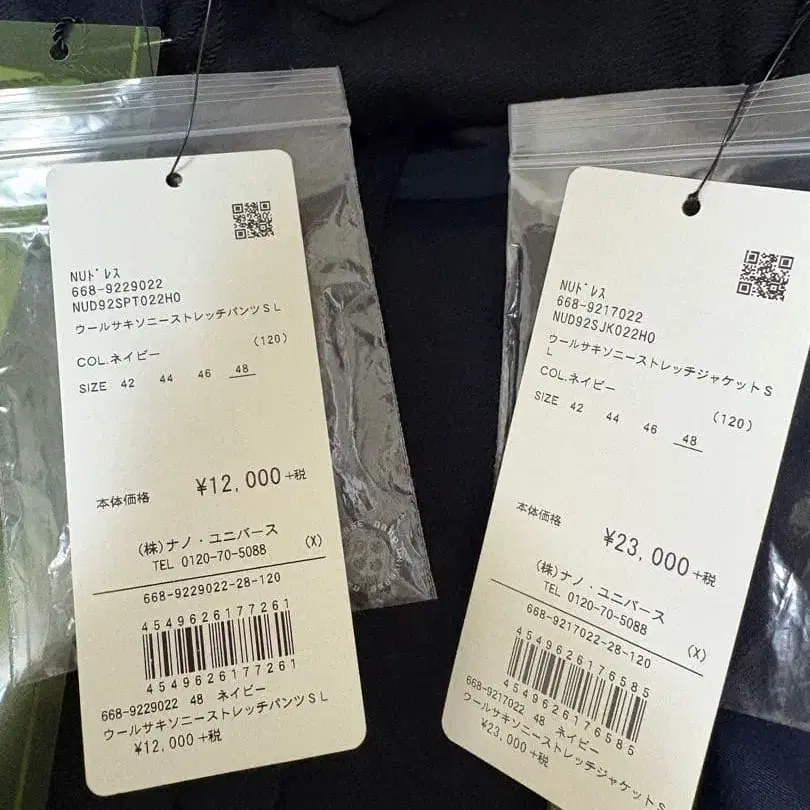 NUドレス
668-9229022
NUD92SPT022H0
ウールサキソニーストレッチパンツSL
(120)
COL.ネイビー
SIZE 42 44 46 48
本体価格 ¥12,000+税
(株)ナノ・ユニバース
TEL 0120-70-5088 (X)
668-9229022-28-120
4549626177261
4549626177261
668-9229022 48 ネイビー
ウールサキソニーストレッチパンツSL
¥12,000+税
NUドレス
668-9217022
NUD92SJK022H0
ウールサキソニーストレッチジャケットS
L
COL.ネイビー
(120)
SIZE 42 44 46 48
本体価格 ¥23,000+税
(株)ナノ・ユニバース
TEL 0120-70-5088 (X)
668-9217022-28-120
4549626176585
4549626176585
668-9217022 48 ネイビー
ウールサキソニーストレッチジャケットS
¥23,000+税